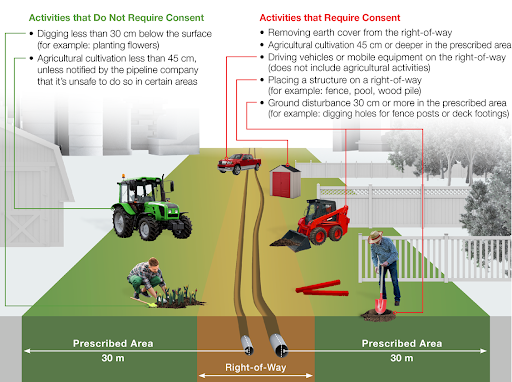 Activities that Do Not Require Consent
• Digging less than 30 cm below the surface
(for example: planting flowers)
• Agricultural cultivation less than 45 cm,
unless notified by the pipeline company
that it's unsafe to do so in certain areas
Activities that Require Consent
• Removing earth cover from the right-of-way
• Agricultural cultivation 45 cm or deeper in the prescribed area
• Driving vehicles or mobile equipment on the right-of-way
(does not include agricultural activities)
• Placing a structure on a right-of-way
(for example: fence, pool, wood pile)
• Ground disturbance 30 cm or more in the prescribed area
(for example: digging holes for fence posts or deck footings)
Prescribed Area
30 m
Right-of-Way
Prescribed Area
30 m